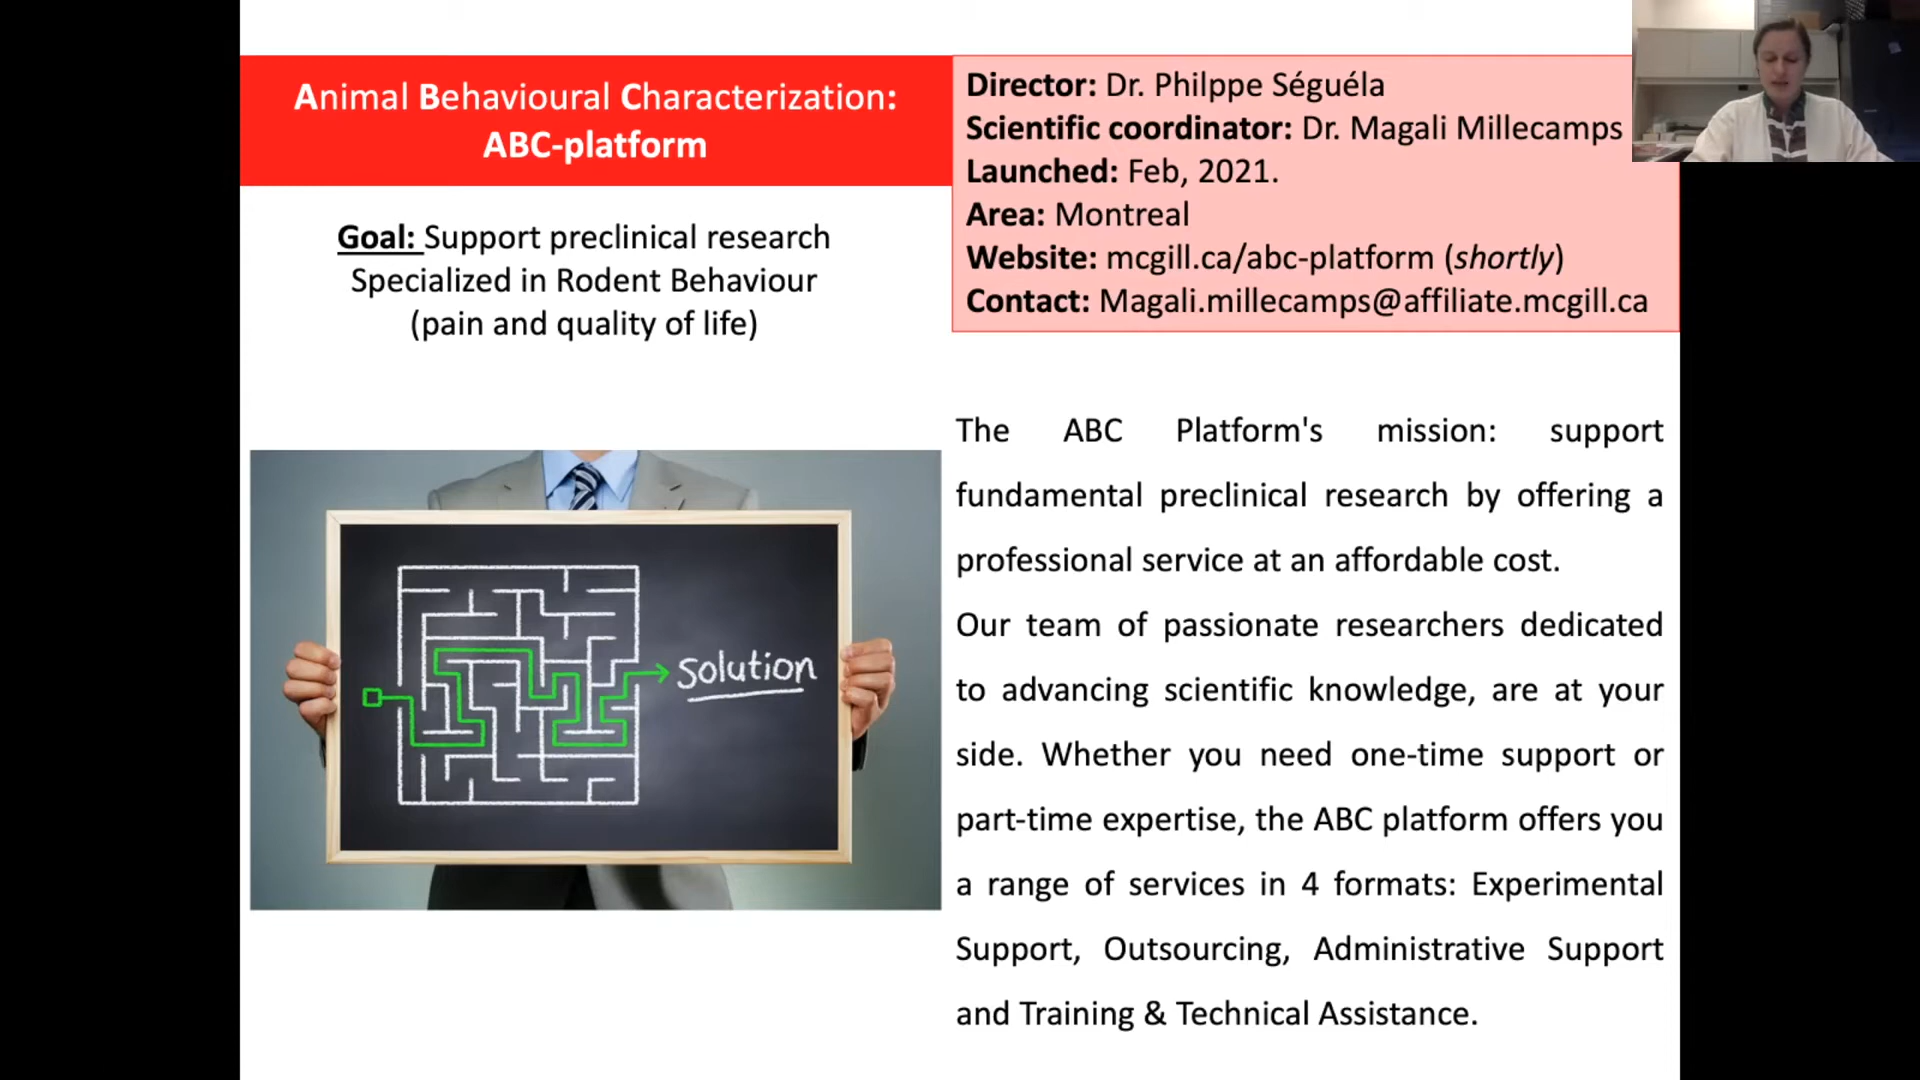 Animal Behavioural Characterization:
ABC-platform
Goal: Support preclinical research
Specialized in Rodent Behaviour
(pain and quality of life)
Director: Dr. Philppe Séguéla
Scientific coordinator: Dr. Magali Millecamps
Launched: Feb, 2021.
Area: Montreal
Website: mcgill.ca/abc-platform (shortly)
Contact: Magali.millecamps@affiliate.mcgill.ca
solution
The ABC Platform's mission: support
fundamental preclinical research by offering a
professional service at an affordable cost.
Our team of passionate researchers dedicated
to advancing scientific knowledge, are at your
side. Whether you need one-time support or
part-time expertise, the ABC platform offers you
a range of services in 4 formats: Experimental
Support, Outsourcing, Administrative Support
and Training & Technical Assistance.